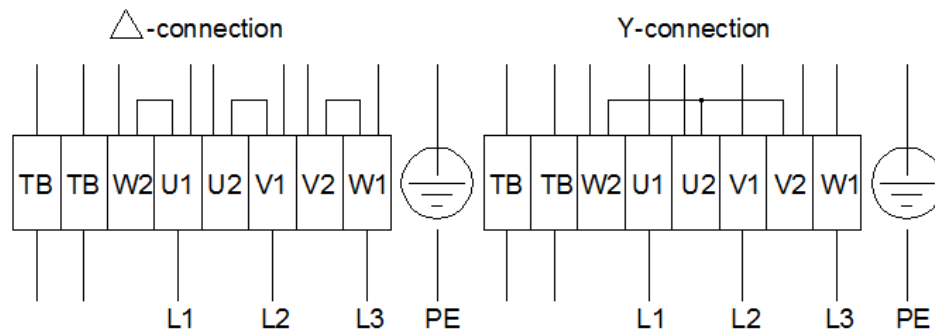 △-connection Y-connection
TB TB W2 U1 U2 V1 V2 W1 TB TB W2 U1 U2 V1 V2 W1
L1 L2 L3 PE L1 L2 L3 PE